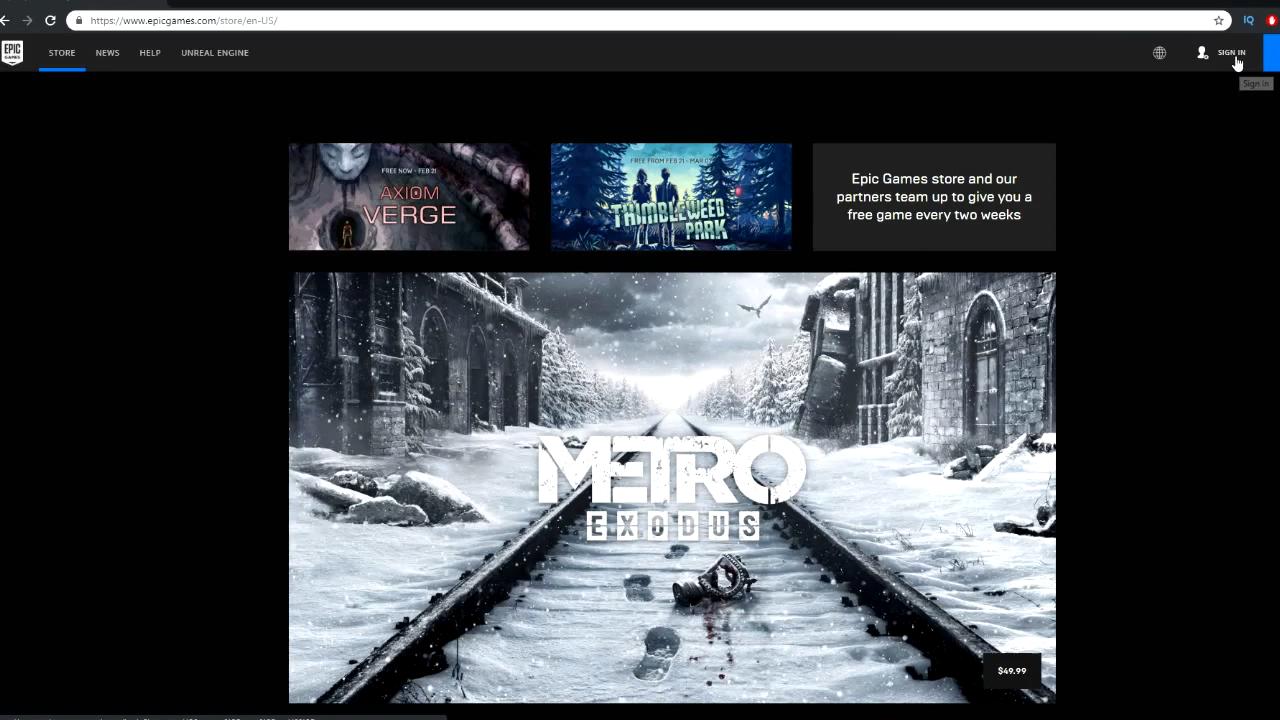 https://www.epicgames.com/store/en-US/
IQ
EPIC
GAMES
STORE
NEWS
HELP
UNREAL ENGINE
SIGN IN
Sign in
FREE NOW - FEB 21
AXIOM
VERGE
FREE FROM FEB 21 - MAR
THIMBLEWEED
PARK
Epic Games store and our
partners team up to give you a
free game every two weeks
METRO
EXODUS
$49.99